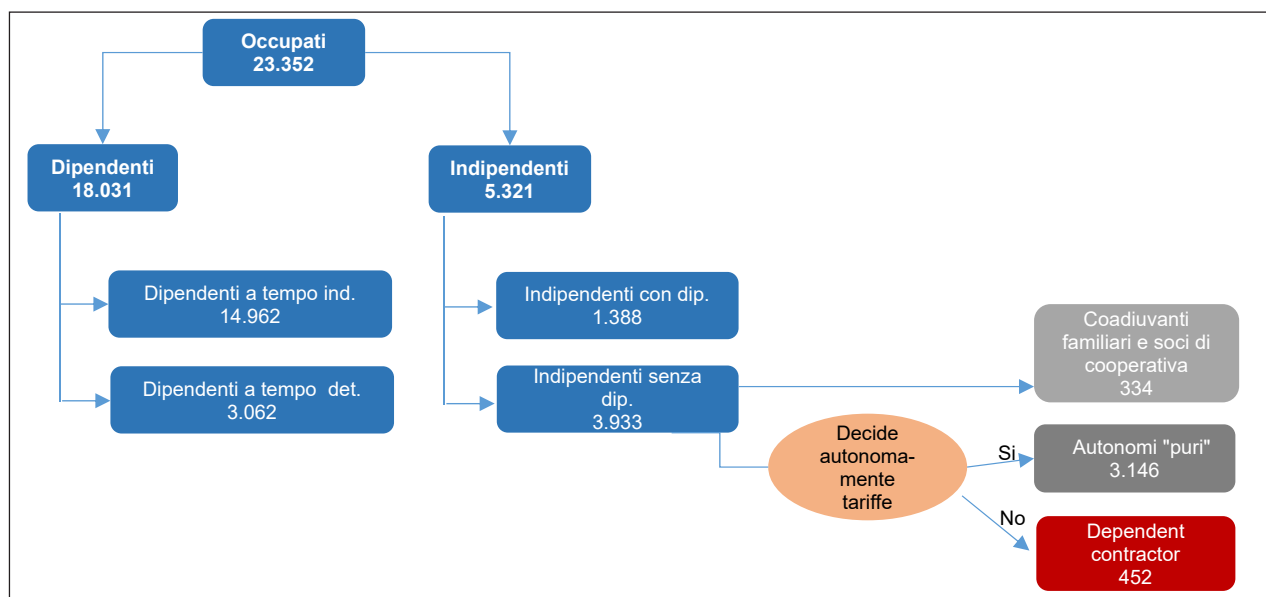 Occupati
23.352
Dipendenti
18.031
Indipendenti
5.321
Dipendenti a tempo ind.
14.962
Dipendenti a tempo det.
3.062
Indipendenti con dip.
1.388
Indipendenti senza
dip.
3.933
Coadiuvanti
familiari e soci di
cooperativa
334
Decide
autonoma-
mente
tariffe
Si
Autonomi "puri"
3.146
No
Dependent
contractor
452